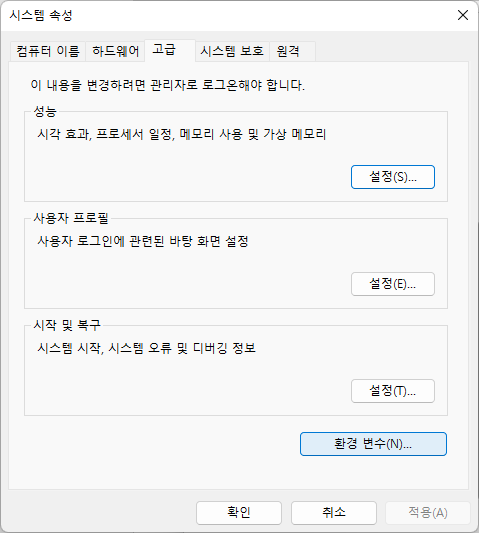 시스템 속성
컴퓨터 이름 하드웨어 고급 시스템 보호 원격
이 내용을 변경하려면 관리자로 로그온해야 합니다.
성능
시각 효과, 프로세서 일정, 메모리 사용 및 가상 메모리
설정(S)...
사용자 프로필
사용자 로그인에 관련된 바탕 화면 설정
설정(E)...
시작 및 복구
시스템 시작, 시스템 오류 및 디버깅 정보
설정(T)...
환경 변수(N)...
확인 취소 적용(A)